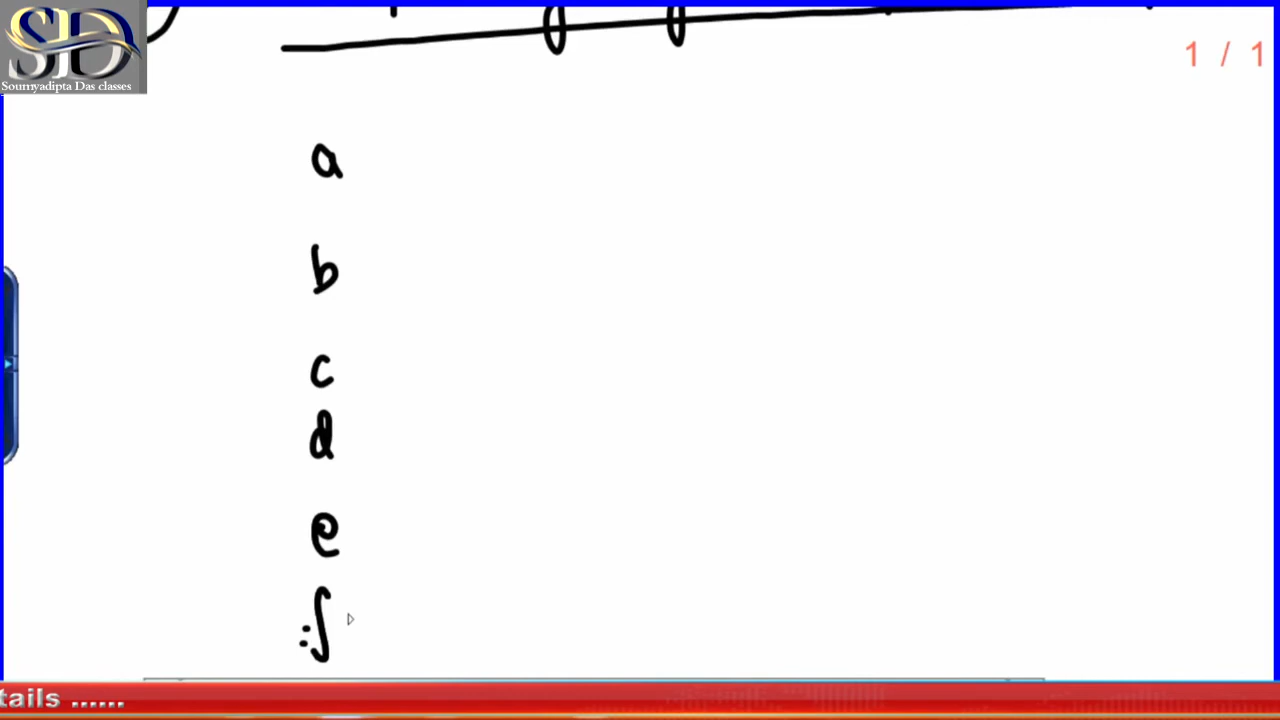 SD
Soumyadipta Das classes
1 / 1
a
b
c
d
e
f
tails ......